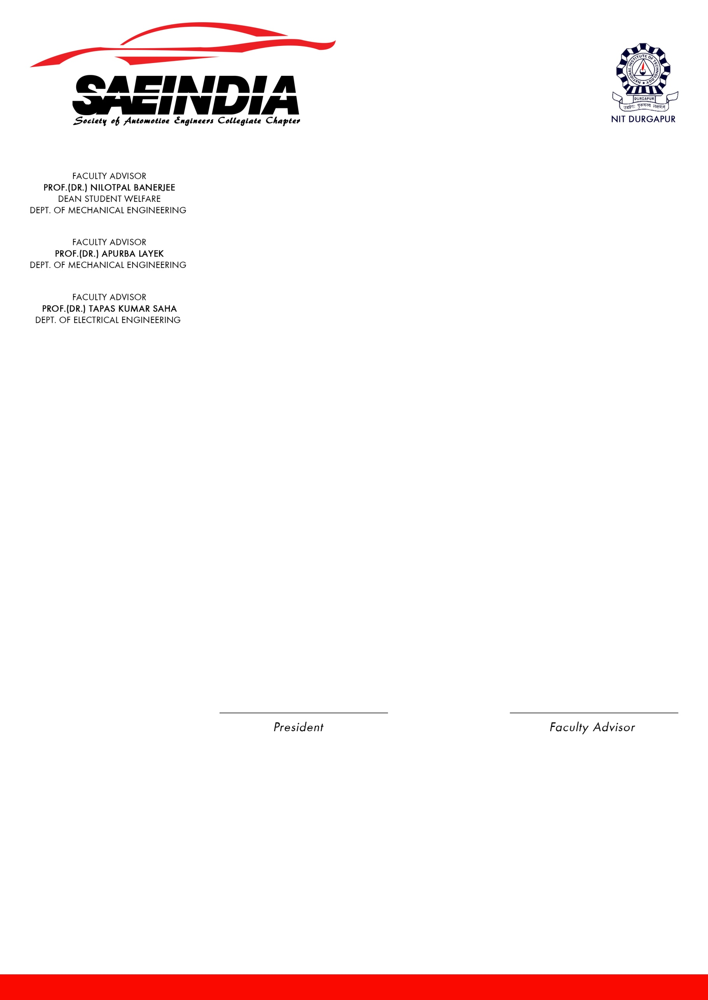 SAEINDIA
Society of Automotive Engineers Collegiate Chapter
NATIONAL INSTITUTE OF TECHNOLOGY
DURGAPUR
उद्योगः पुरूषस्य लक्षणम्
NIT DURGAPUR
FACULTY ADVISOR
PROF.(DR.) NILOTPAL BANERJEE
DEAN STUDENT WELFARE
DEPT. OF MECHANICAL ENGINEERING
FACULTY ADVISOR
PROF.(DR.) APURBA LAYEK
DEPT. OF MECHANICAL ENGINEERING
FACULTY ADVISOR
PROF.(DR.) TAPAS KUMAR SAHA
DEPT. OF ELECTRICAL ENGINEERING
President
Faculty Advisor